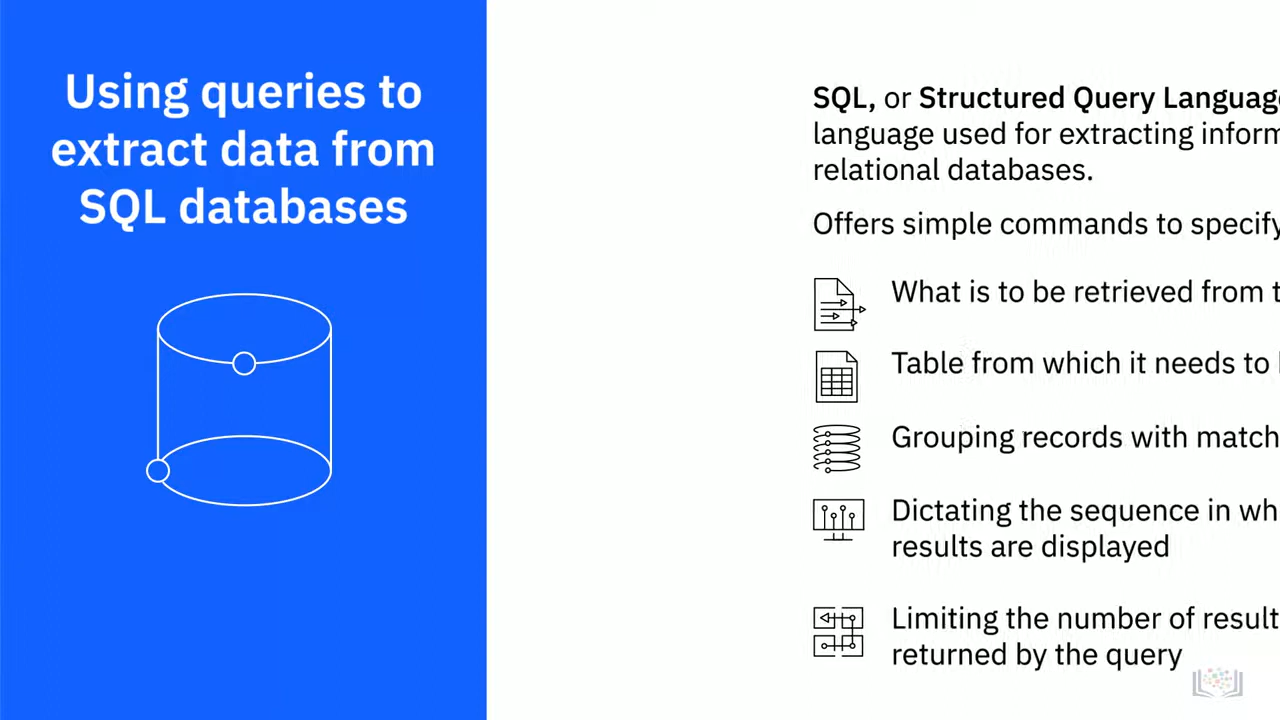 Using queries to
extract data from
SQL databases
SQL, or Structured Query Languag
language used for extracting inform
relational databases.
Offers simple commands to specify
What is to be retrieved from t
Table from which it needs to
Grouping records with match
Dictating the sequence in wh
results are displayed
Limiting the number of result
returned by the query